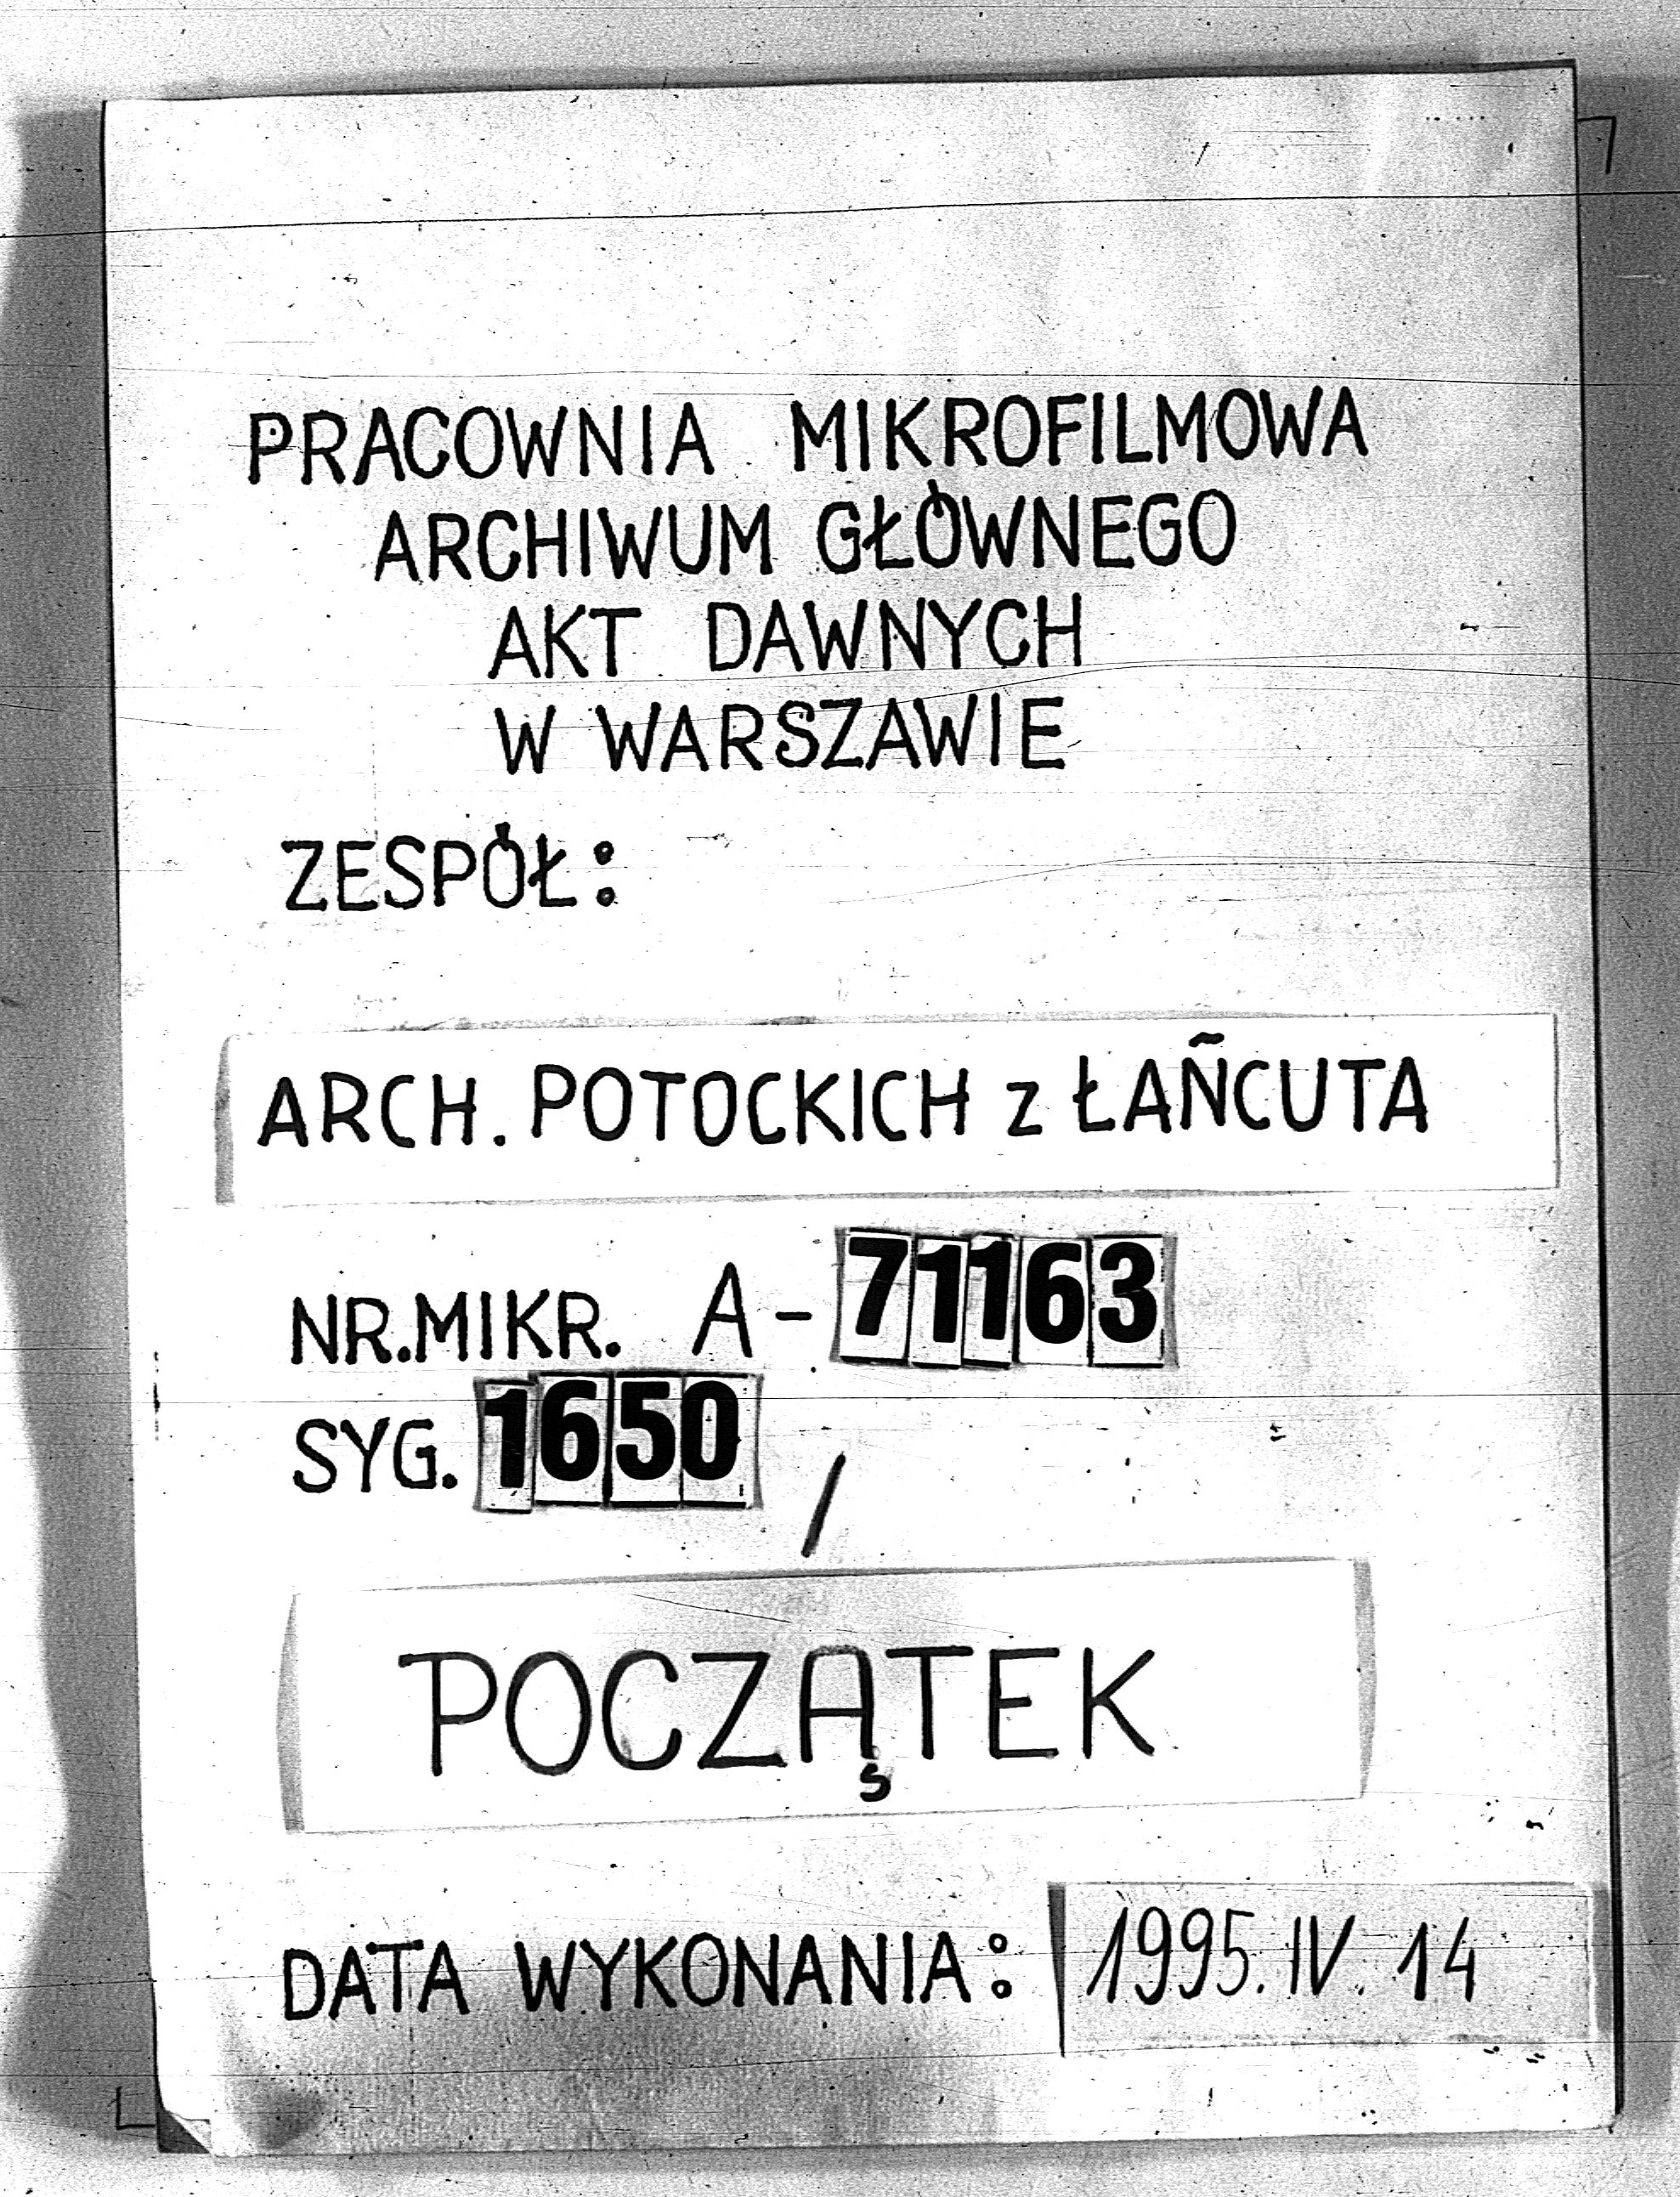 PRACOWNIA MIKROFILMOWA
ARCHIWUM GŁÓWNEGO
AKT DAWNYCH
W WARSZAWIE
ZESPÓŁ:
ARCH. POTOCKICH z ŁAŃCUTA
NR.MIKR. A-71163
SYG. 1650 /
POCZĄTEK
DATA WYKONANIA: 1995.IV.14